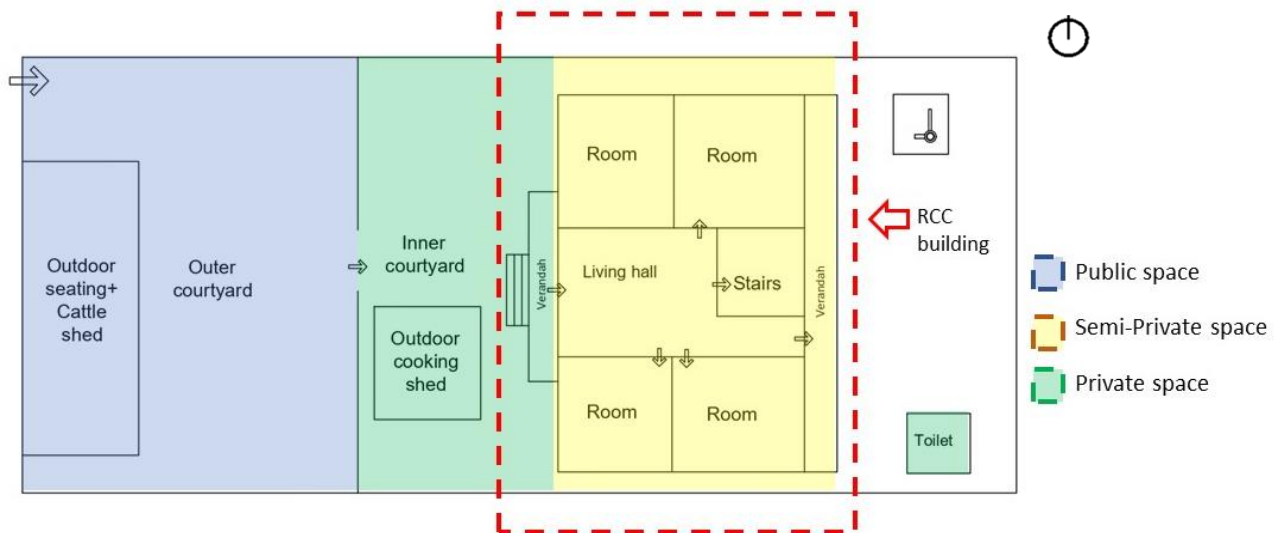 Room
Room
RCC
building
Outdoor
seating+
Cattle
shed
Outer
courtyard
Inner
courtyard
Outdoor
cooking
shed
Verandah
Living hall
Stairs
Verandah
Room
Room
Toilet
Public space
Semi-Private space
Private space